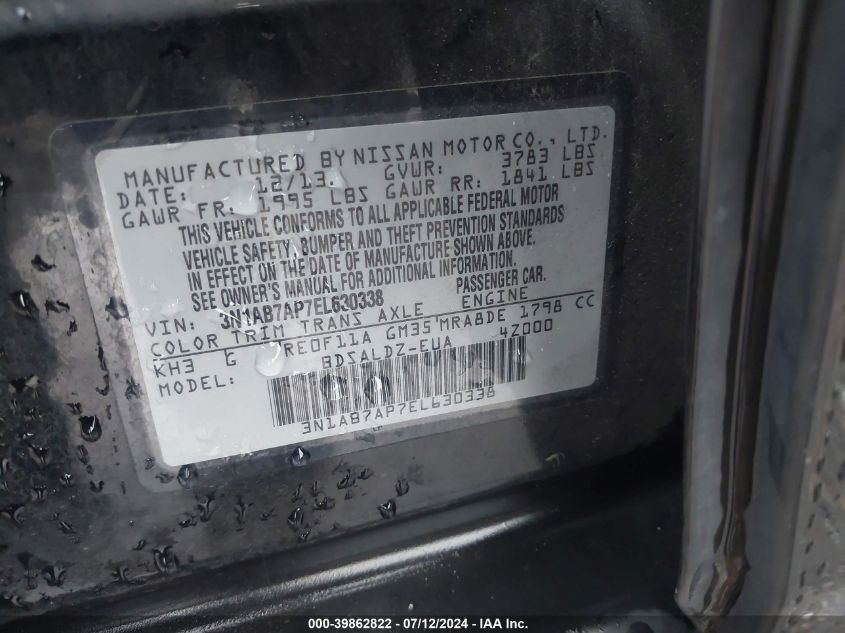 MANUFACTURED BY NISSAN MOTOR CO., LTD.
DATE: 12/13 GVWR: 3783 LBS
GAWR FR: 1995 LBS GAWR RR: 1841 LBS
THIS VEHICLE CONFORMS TO ALL APPLICABLE FEDERAL MOTOR
VEHICLE SAFETY, BUMPER AND THEFT PREVENTION STANDARDS
IN EFFECT ON THE DATE OF MANUFACTURE SHOWN ABOVE.
SEE OWNER'S MANUAL FOR ADDITIONAL INFORMATION.
VIN: 3N1AB7AP7EL630338 PASSENGER CAR.
COLOR TRIM TRANS AXLE ENGINE
KH3 G RE0F11A GM35 MRA8DE 1798 CC
MODEL: BDSALDZ-EUA 4Z000
3N1AB7AP7EL630338
000-39862822 - 07/12/2024 - IAA Inc.